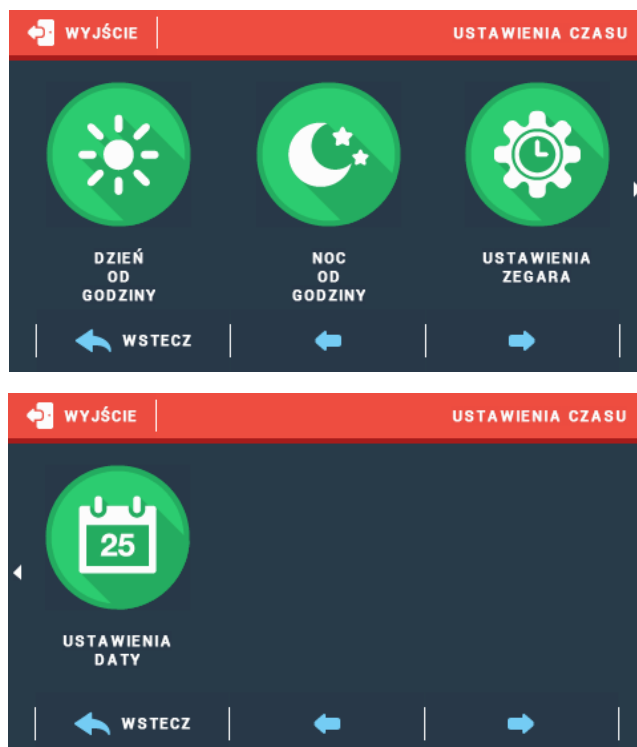 WYJŚCIE
USTAWIENIA CZASU
DZIEŃ
OD
GODZINY
NOC
OD
GODZINY
USTAWIENIA
ZEGARA
WSTECZ
WYJŚCIE
USTAWIENIA CZASU
25
USTAWIENIA
DATY
WSTECZ